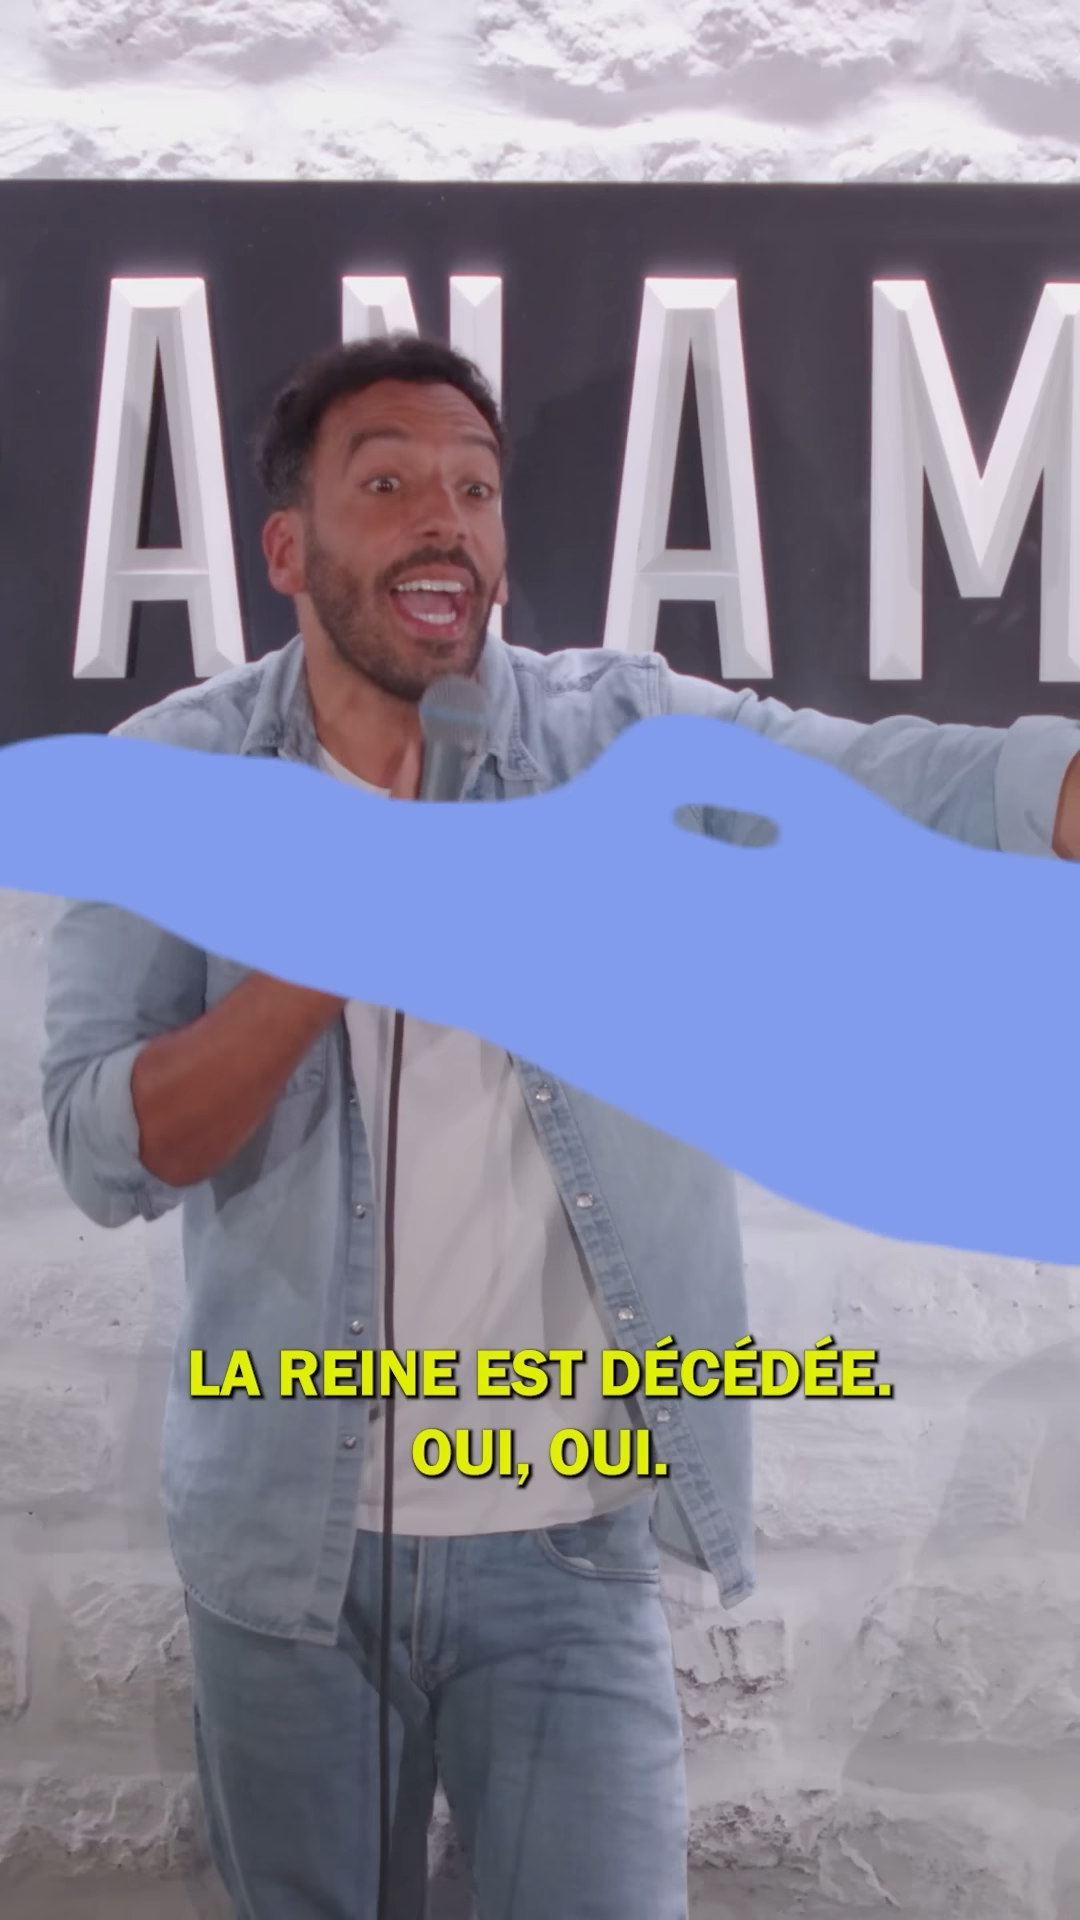 ANAM
LA REINE EST DÉCÉDÉE.
OUI, OUI.